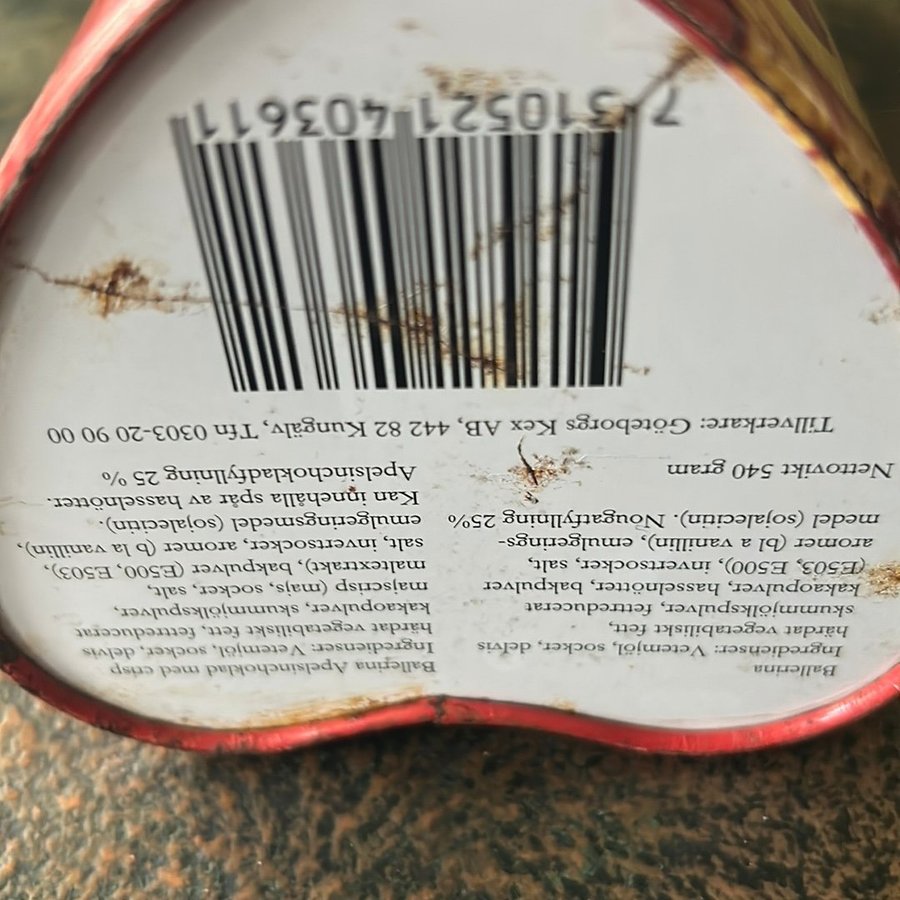 Ballerina
Ingredienser: Vetemjöl, socker, delvis
härdat vegetabiliskt fett,
skummjölkspulver, fettreducerat
kakaopulver, hasselnötter, bakpulver
(E503, E500), invertsocker, salt,
aromer (bl a vanillin), emulgerings-
medel (sojalecitin). Nougatfyllning 25%
Nettovikt 540 gram
Ballerina Apelsinchoklad med crisp
Ingredienser: Vetemjöl, socker, delvis
härdat vegetabiliskt fett, fettreducerat
kakaopulver, skummjölkspulver,
majscrisp (majs, socker, salt,
maltextrakt), bakpulver (E500, E503),
salt, invertsocker, aromer (b la vanillin),
emulgeringsmedel (sojalecitin).
Kan innehålla spår av hasselnötter.
Apelsinchokladfyllning 25 %
Tillverkare: Göteborgs Kex AB, 442 82 Kungälv, Tfn 0303-20 90 00
7 310521 403611